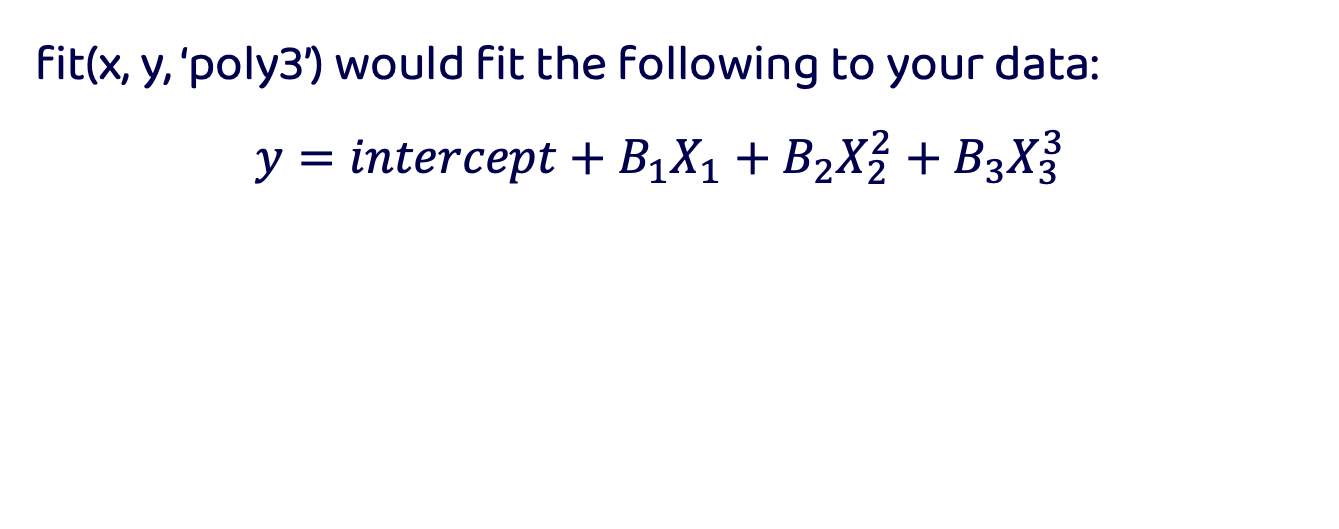 fit(x, y, ‘poly3’) would fit the following to your data:
y = intercept + B₁X₁ + B₂X₂² + B₃X₃³